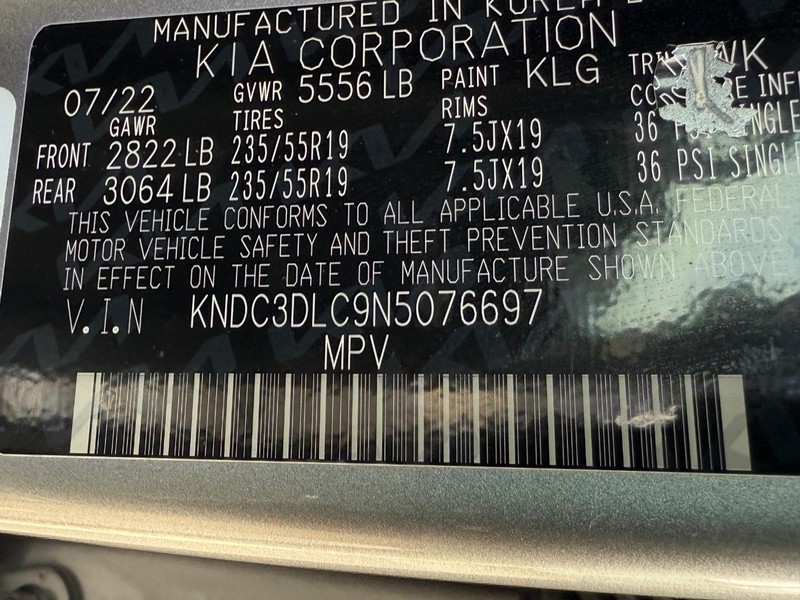 MANUFACTURED IN KOREA
KIA CORPORATION
07/22 GVWR 5556 LB PAINT KLG
GAWR TIRES RIMS
FRONT 2822 LB 235/55R19 7.5JX19 36
REAR 3064 LB 235/55R19 7.5JX19 36 PSI SINGLE
THIS VEHICLE CONFORMS TO ALL APPLICABLE U.S.A. FEDERAL
MOTOR VEHICLE SAFETY AND THEFT PREVENTION STANDARDS
IN EFFECT ON THE DATE OF MANUFACTURE SHOWN ABOVE
V.I.N KNDC3DLC9N5076697
MPV